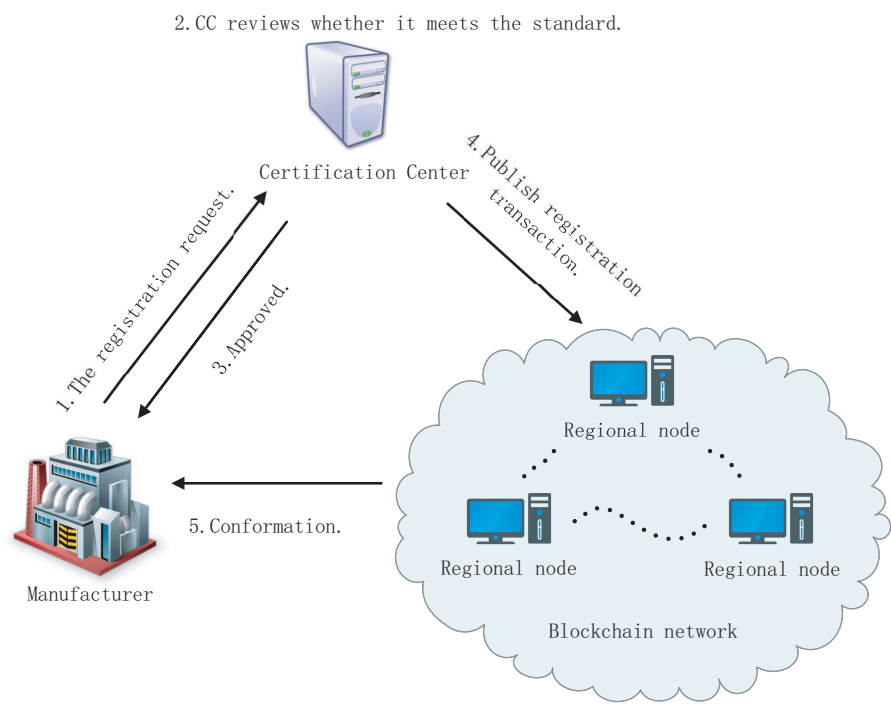 2.CC reviews whether it meets the standard.
Certification Center
1.The registration request.
3.Approved.
4.Publish registration
transaction.
Regional node
5.Conformation.
Regional node
Regional node
Manufacturer
Blockchain network